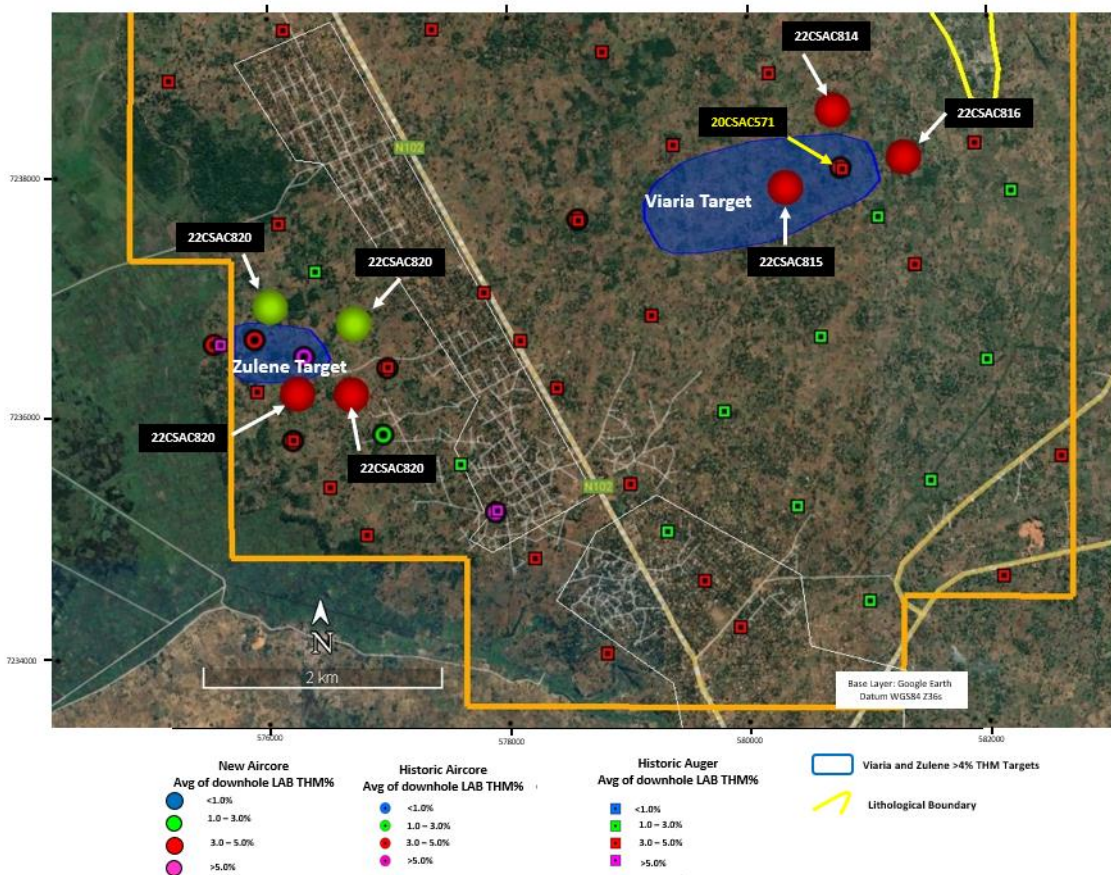 22CSAC814
20CSAC571
22CSAC816
N102
7238000
Viaria Target
22CSAC820
22CSAC820
22CSAC815
Zulene Target
7236000
22CSAC820
22CSAC820
N102
N
7234000
2 km
Base Layer: Google Earth
Datum WGS84 Z36s
576000
578000
580000
582000
New Aircore
Avg of downhole LAB THM%
<1.0%
1.0 – 3.0%
3.0 – 5.0%
>5.0%
Historic Aircore
Avg of downhole LAB THM%
<1.0%
1.0 – 3.0%
3.0 – 5.0%
>5.0%
Historic Auger
Avg of downhole LAB THM%
<1.0%
1.0 – 3.0%
3.0 – 5.0%
>5.0%
Viaria and Zulene >4% THM Targets
Lithological Boundary